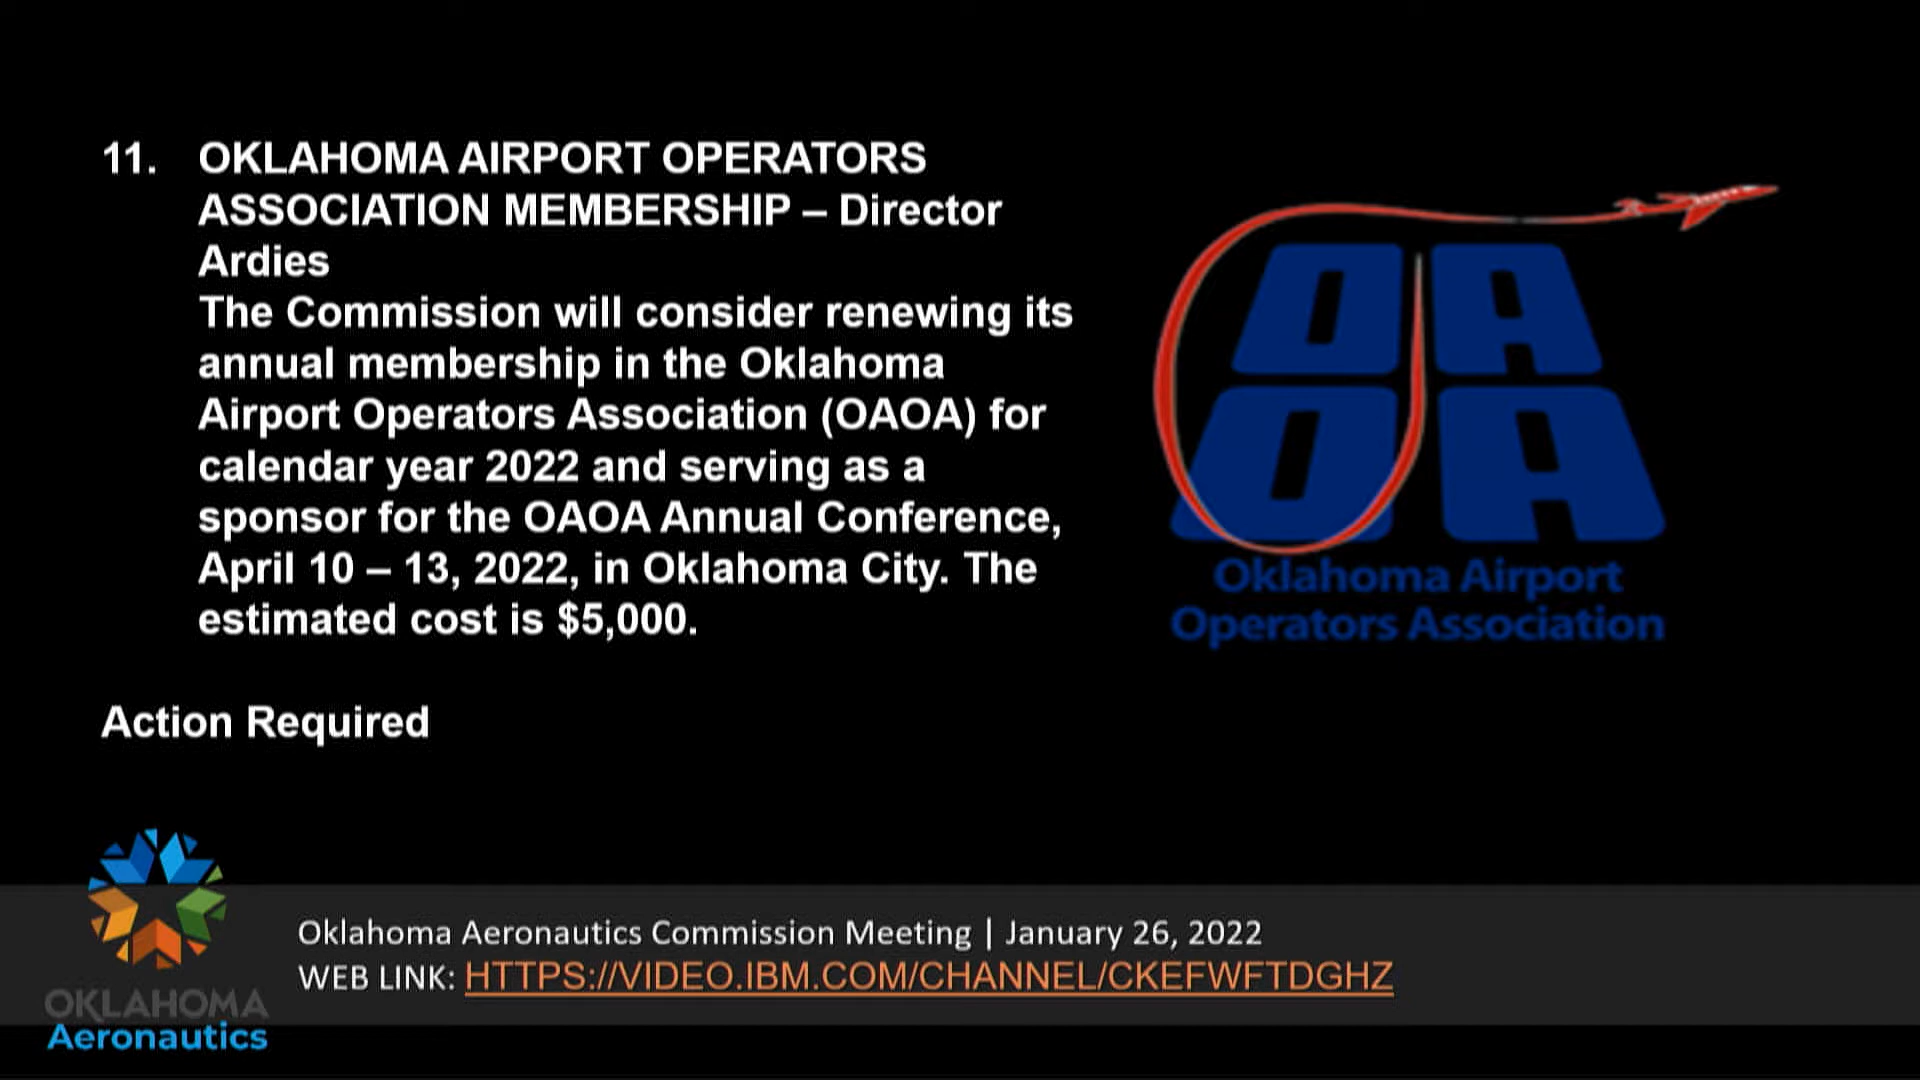 11. OKLAHOMA AIRPORT OPERATORS
ASSOCIATION MEMBERSHIP – Director
Ardies
The Commission will consider renewing its
annual membership in the Oklahoma
Airport Operators Association (OAOA) for
calendar year 2022 and serving as a
sponsor for the OAOA Annual Conference,
April 10 – 13, 2022, in Oklahoma City. The
estimated cost is $5,000.
Action Required
OA
OA
Oklahoma Airport
Operators Association
OKLAHOMA
Aeronautics
Oklahoma Aeronautics Commission Meeting | January 26, 2022
WEB LINK: HTTPS://VIDEO.IBM.COM/CHANNEL/CKEFWFTDGHZ